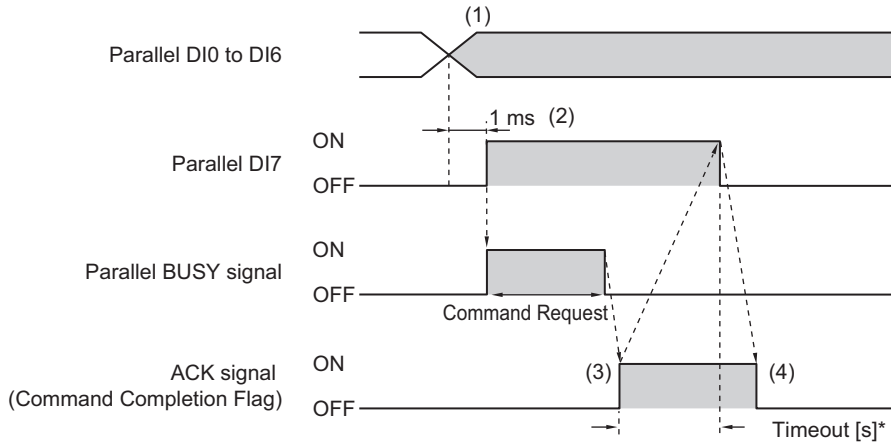 (1)
Parallel DI0 to DI6
1 ms (2)
ON
Parallel DI7
OFF
ON
Parallel BUSY signal
OFF
Command Request
ON
ACK signal
(3)
(4)
(Command Completion Flag)
OFF
Timeout [s]*